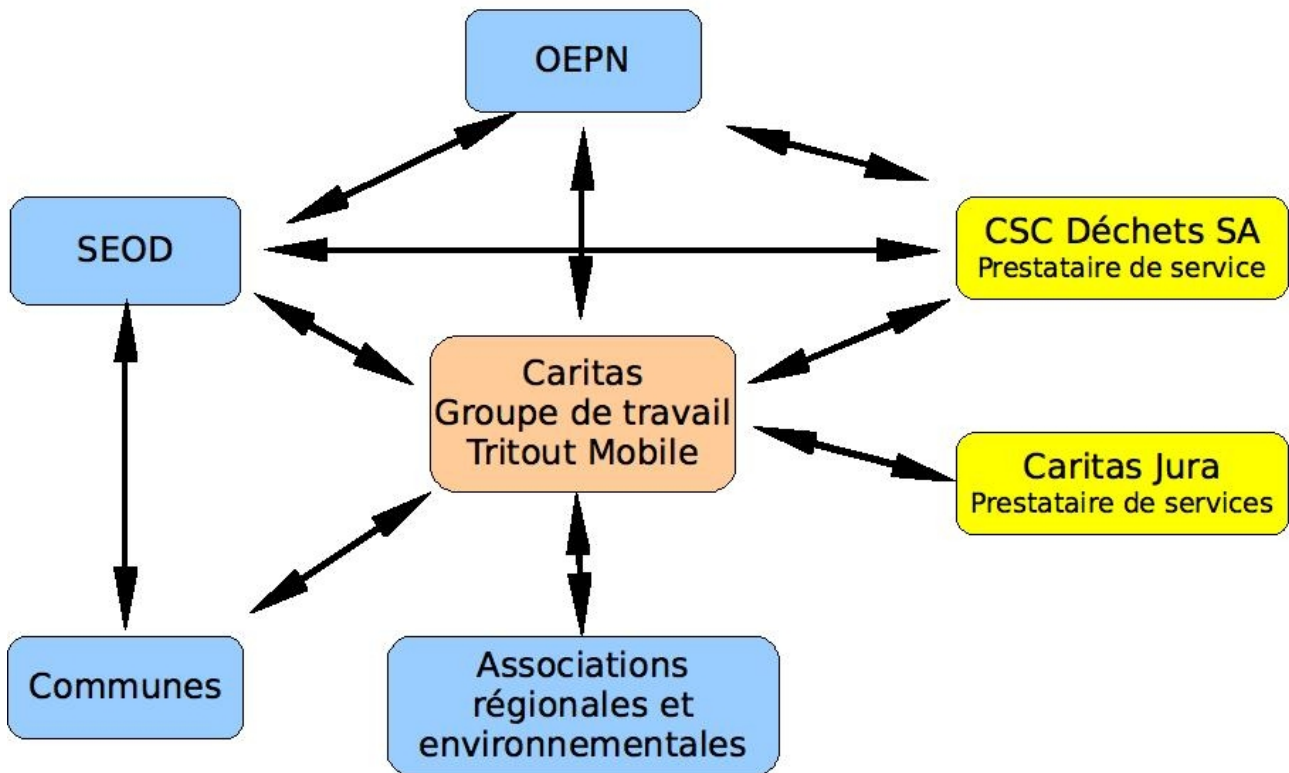 OEPN
SEOD
CSC Déchets SA
Prestataire de service
Caritas
Groupe de travail
Tritout Mobile
Caritas Jura
Prestataire de services
Communes
Associations
régionales et
environnementales